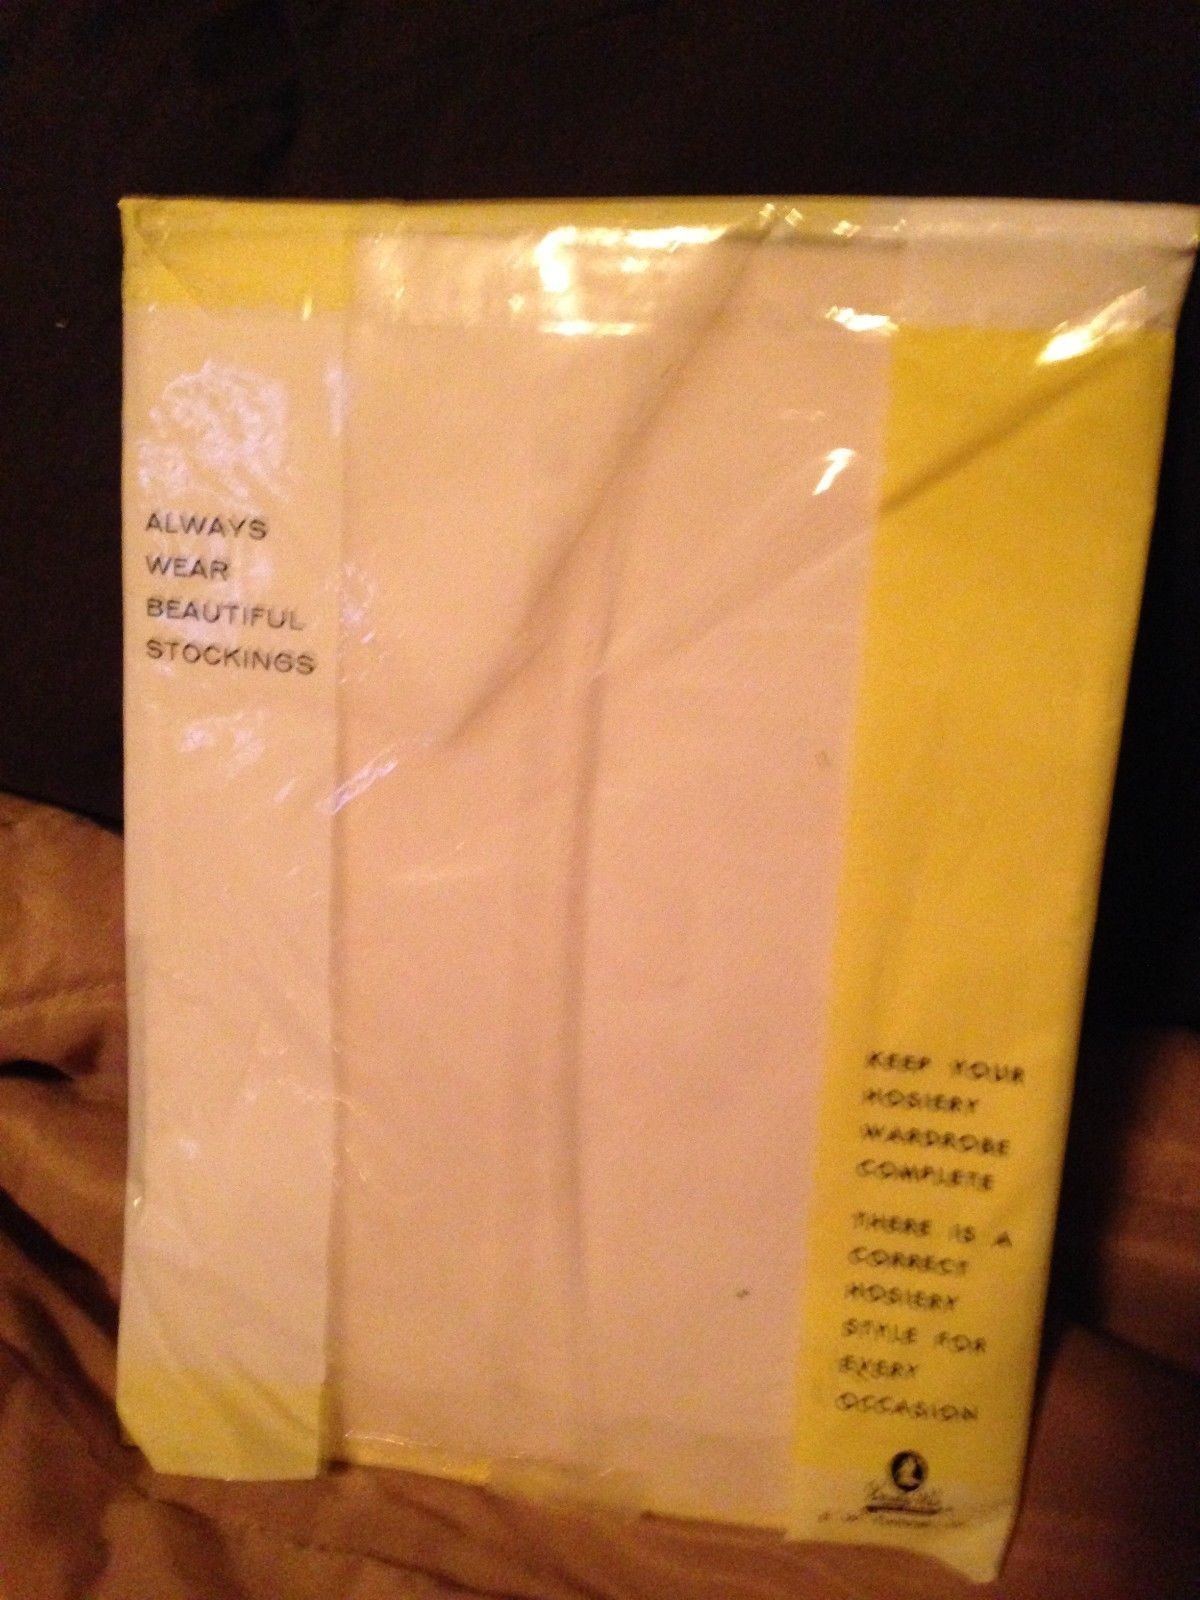 ALWAYS
WEAR
BEAUTIFUL
STOCKINGS
KEEP YOUR
HOSIERY
WARDROBE
COMPLETE
THERE IS A
CORRECT
HOSIERY
STYLE FOR
EVERY
OCCASION